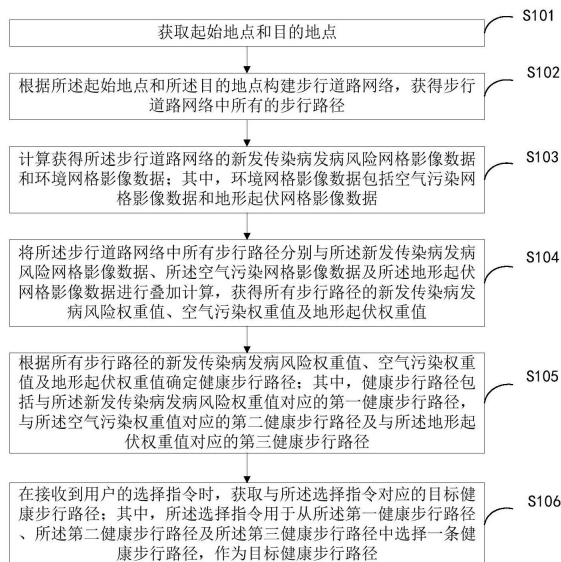 获取起始地点和目的地点
S101
根据所述起始地点和所述目的地点构建步行道路网络，获得步行
道路网络中所有的步行路径
S102
计算获得所述步行道路网络的新发传染病发病风险网格影像数据
和环境网格影像数据；其中，环境网格影像数据包括空气污染网
格影像数据和地形起伏网格影像数据
S103
将所述步行道路网络中所有步行路径分别与所述新发传染病发病
风险网格影像数据、所述空气污染网格影像数据及所述地形起伏
网格影像数据进行叠加计算，获得所有步行路径的新发传染病发
病风险权重值、空气污染权重值及地形起伏权重值
S104
根据所有步行路径的新发传染病发病风险权重值、空气污染权重
值及地形起伏权重值确定健康步行路径；其中，健康步行路径包
括与所述新发传染病发病风险权重值对应的第一健康步行路径，
与所述空气污染权重值对应的第二健康步行路径及与所述地形起
伏权重值对应的第三健康步行路径
S105
在接收到用户的选择指令时，获取与所述选择指令对应的目标健
康步行路径；其中，所述选择指令用于从所述第一健康步行路径
、所述第二健康步行路径及所述第三健康步行路径中选择一条健
康步行路径，作为目标健康步行路径
S106